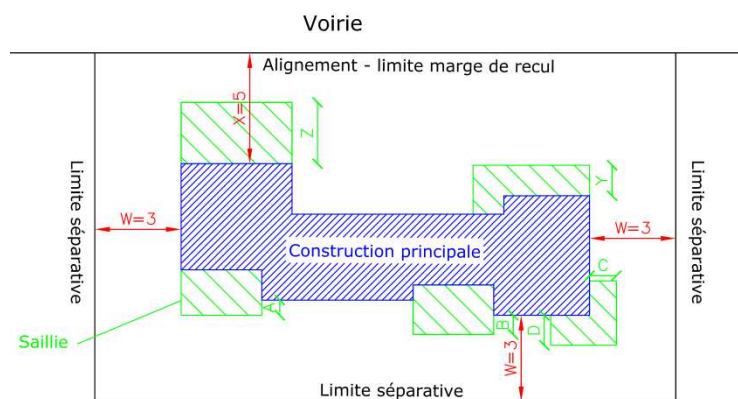 Voirie
Alignement - limite marge de recul
X=5
Z
Limite séparative
W=3
Y
W=3
Limite séparative
Construction principale
C
A
B
D
Saillie
W=3
Limite séparative